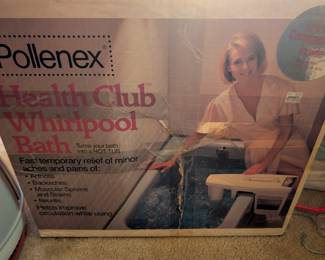 Pollenex®
Health Club
Whirlpool
Bath
Turns your bath
into a HOT TUB
Fast temporary relief of minor
aches and pains of:
• Arthritis
• Backaches
• Muscular Sprains
and Strains
• Bursitis
Helps improve
circulation while using